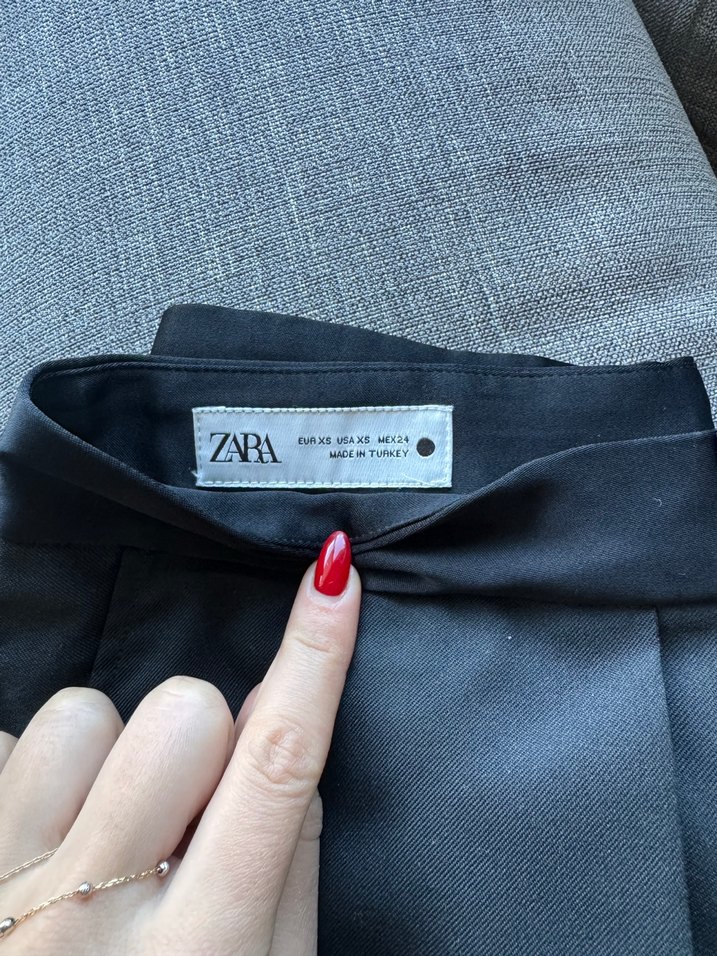 ZARA
EUR XS USA XS MEX 24
MADE IN TURKEY